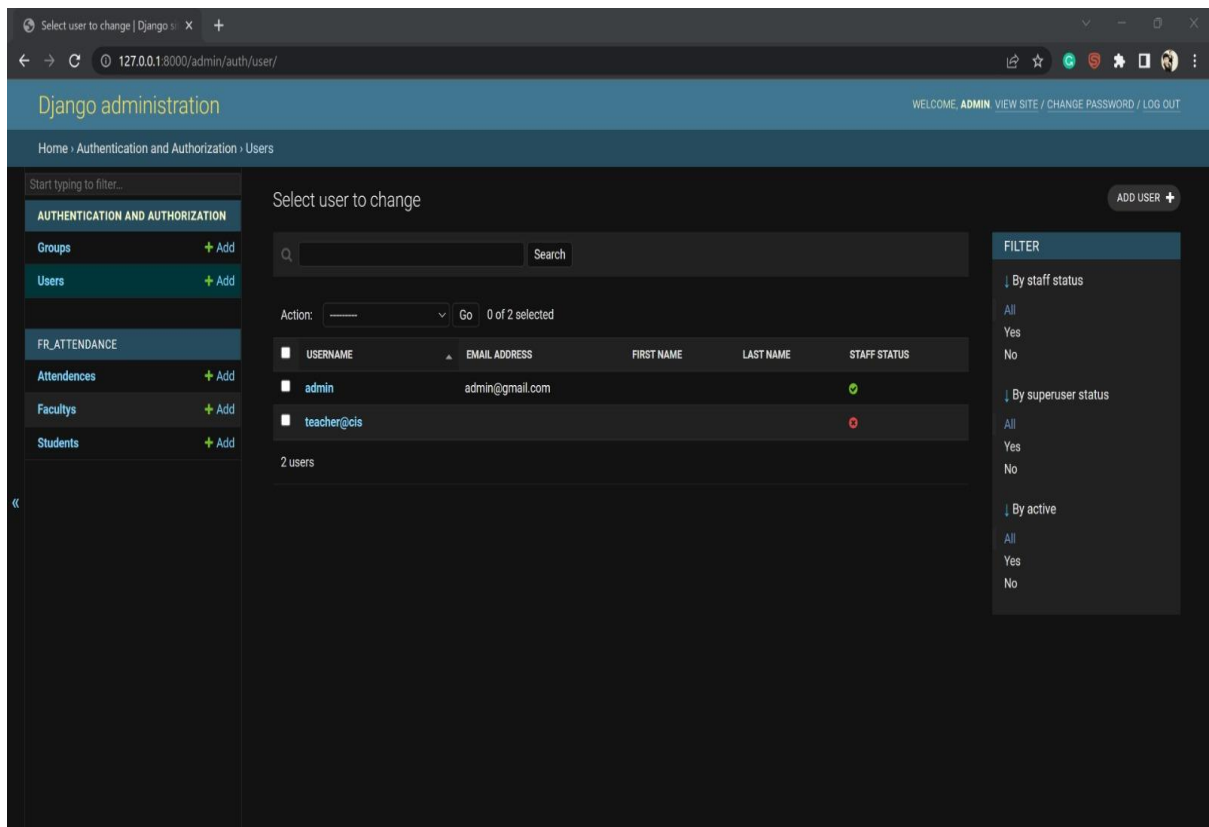 Select user to change | Django si
127.0.0.1:8000/admin/auth/user/
Django administration
WELCOME, ADMIN. VIEW SITE / CHANGE PASSWORD / LOG OUT
Home › Authentication and Authorization › Users
Start typing to filter...
AUTHENTICATION AND AUTHORIZATION
Groups + Add
Users + Add
FR_ATTENDANCE
Attendences + Add
Facultys + Add
Students + Add
«
Select user to change
ADD USER +
Search
Action: --------- Go 0 of 2 selected
USERNAME EMAIL ADDRESS FIRST NAME LAST NAME STAFF STATUS
admin admin@gmail.com
teacher@cis
2 users
FILTER
↓ By staff status
All
Yes
No
↓ By superuser status
All
Yes
No
↓ By active
All
Yes
No